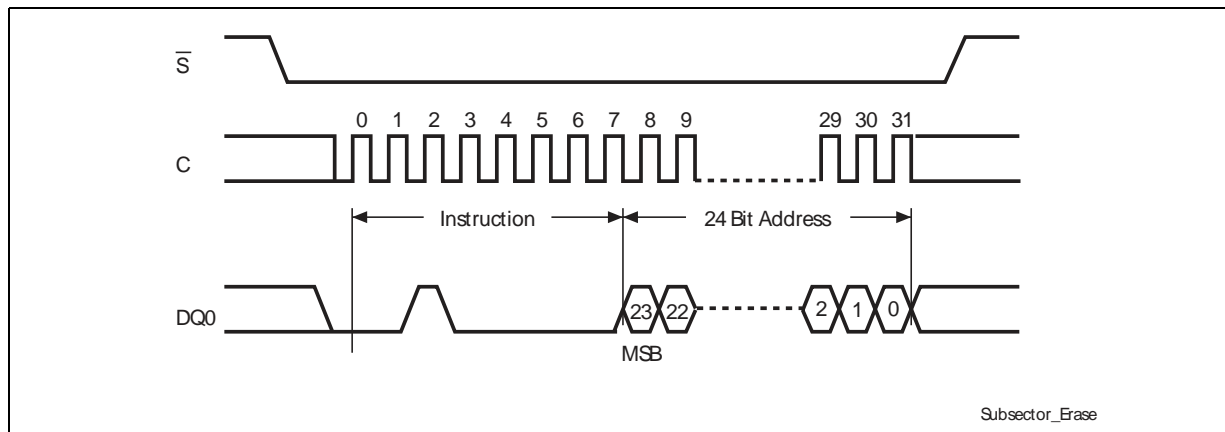 S̅
0 1 2 3 4 5 6 7 8 9 29 30 31
C
Instruction 24 Bit Address
DQ0 23 22 2 1 0
MSB
Subsector_Erase